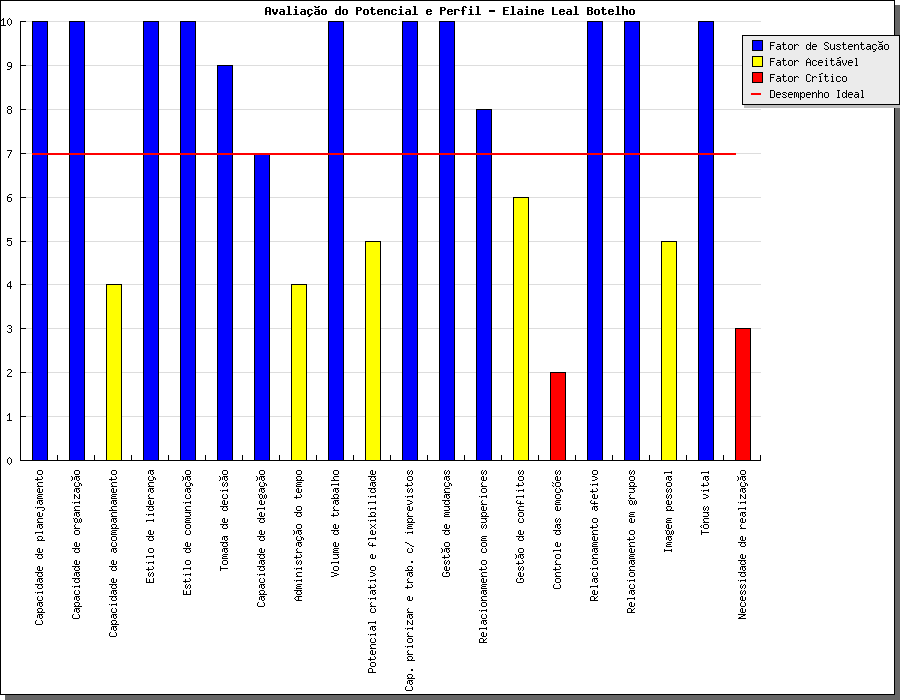 Avaliação do Potencial e Perfil - Elaine Leal Botelho
Fator de Sustentação
Fator Aceitável
Fator Crítico
Desempenho Ideal
10
9
8
7
6
5
4
3
2
1
0
Capacidade de planejamento
Capacidade de organização
Capacidade de acompanhamento
Estilo de liderança
Estilo de comunicação
Tomada de decisão
Capacidade de delegação
Administração do tempo
Volume de trabalho
Potencial criativo e flexibilidade
Cap. priorizar e trab. c/ imprevistos
Gestão de mudanças
Relacionamento com superiores
Gestão de conflitos
Controle das emoções
Relacionamento afetivo
Relacionamento em grupos
Imagem pessoal
Tônus vital
Necessidade de realização